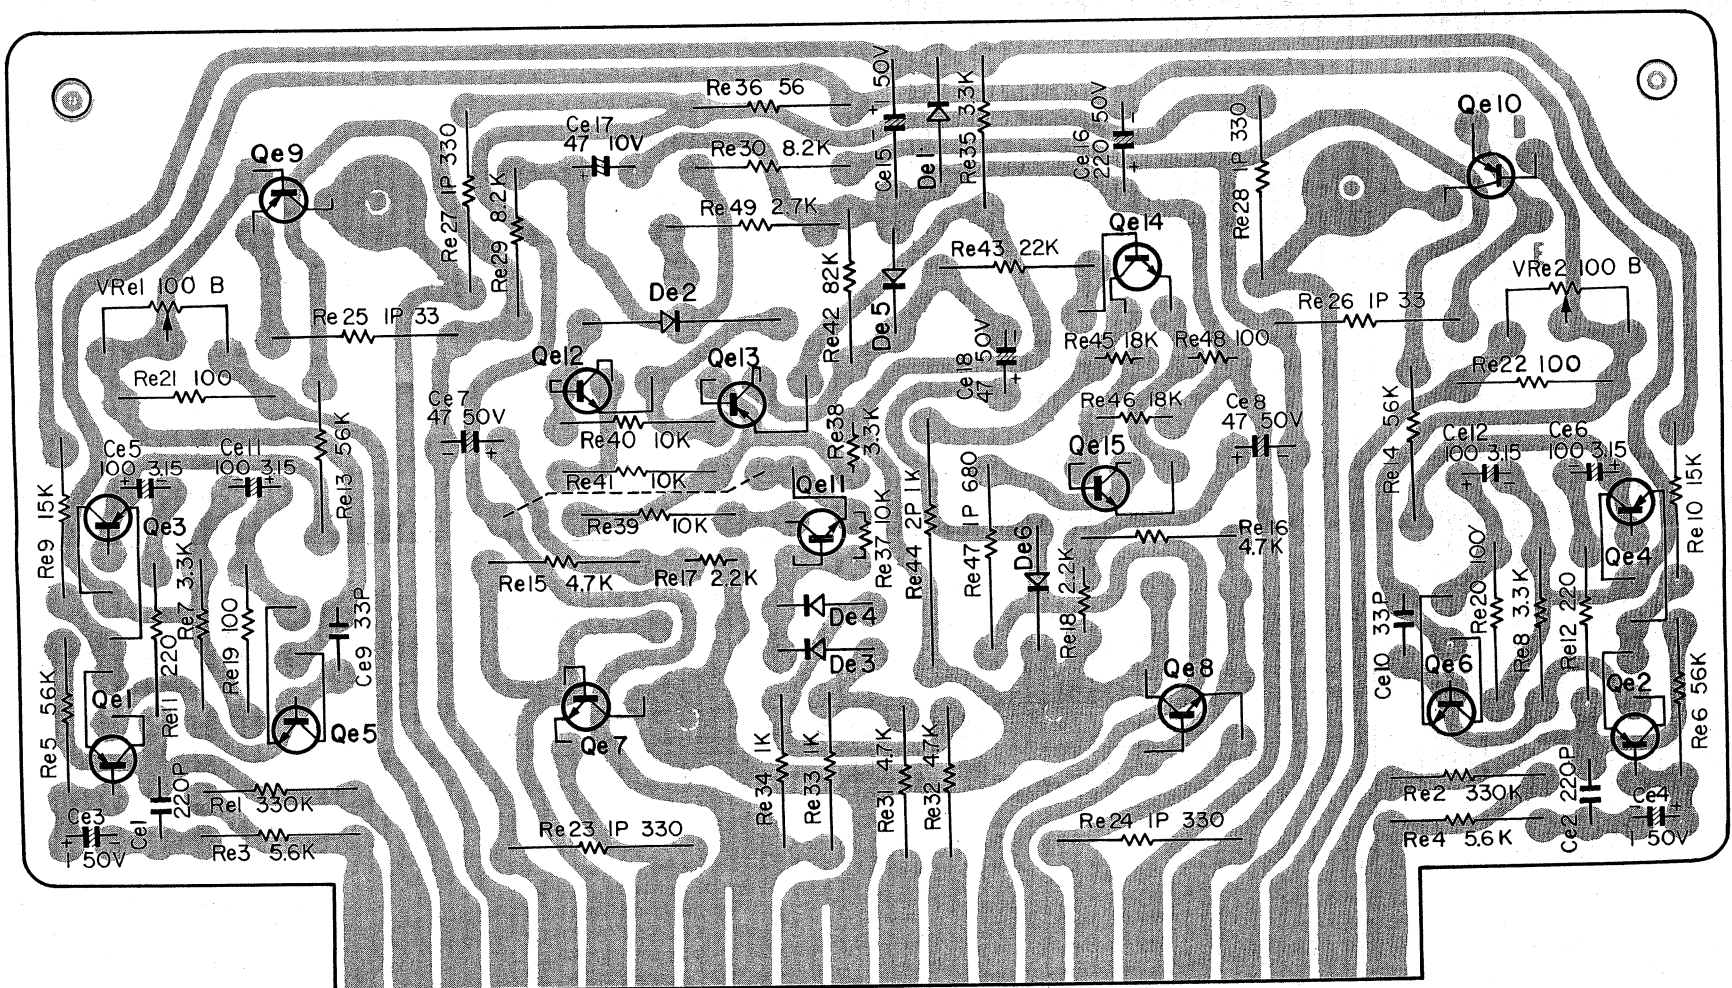 Re36 56
50V
Ce15
De1
Re35 3.3K
Ce16 220 50V
Re28 1P 330
Qe10
B
E
Qe9
Re27 1P 330
Ce17
47 10V
Re30 8.2K
Re29 8.2K
Re49 2.7K
Re43 22K
Qe14
VRe1 100 B
De2
Re42 82K
De5
VRe2 100 B
Re25 1P 33
Re26 1P 33
Qe12
Qe13
Ce18
47 50V
Re45 18K
Re48 100
Re21 100
Re22 100
Ce7
47 50V
Re40 10K
Re38 3.3K
Re46 18K
Ce8
47 50V
Re13 56K
Re14 56K
Ce5
100 3.15
Ce11
100 3.15
Qe15
Ce12
100 3.15
Ce6
100 3.15
Re9 15K
Re41 10K
Qe11
Re10 15K
Qe3
Re39 10K
Re37 10K
Re44 2P 1K
Re47 1P 680
De6
Re16
4.7K
Qe4
Re15 4.7K
Re17 2.2K
Re18 2.2K
Re7 3.3K
Re19 100
Re11 220
Ce9 33P
De4
De3
Ce10 33P
Re20 100
Re8 3.3K
Re12 220
Re5 56K
Qe1
Qe5
Qe7
Qe8
Qe6
Qe2
Re6 56K
Re34 1K
Re33 1K
Re31 4.7K
Re32 4.7K
Re1 330K
Ce3
1 50V
Ce1 220P
Re3 5.6K
Re23 1P 330
Re24 1P 330
Re2 330K
Re4 5.6K
Ce2 220P
Ce4
1 50V